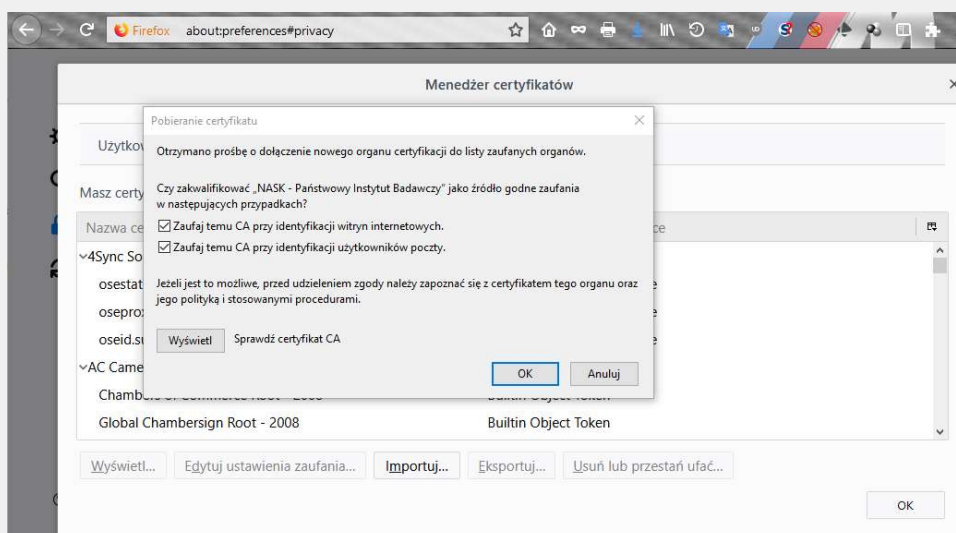 Firefox about:preferences#privacy
Menedżer certyfikatów
Pobieranie certyfikatu
Otrzymano prośbę o dołączenie nowego organu certyfikacji do listy zaufanych organów.
Czy zakwalifikować „NASK - Państwowy Instytut Badawczy” jako źródło godne zaufania
w następujących przypadkach?
Zaufaj temu CA przy identyfikacji witryn internetowych.
Zaufaj temu CA przy identyfikacji użytkowników poczty.
Jeżeli jest to możliwe, przed udzieleniem zgody należy zapoznać się z certyfikatem tego organu oraz
jego polityką i stosowanymi procedurami.
Wyświetl Sprawdź certyfikat CA
OK Anuluj
Masz certy
Nazwa ce
4Sync So
osestat
oseprox
oseid.su
AC Came
Global Chambersign Root - 2008 Builtin Object Token
Wyświetl... Edytuj ustawienia zaufania... Importuj... Eksportuj... Usuń lub przestań ufać...
OK